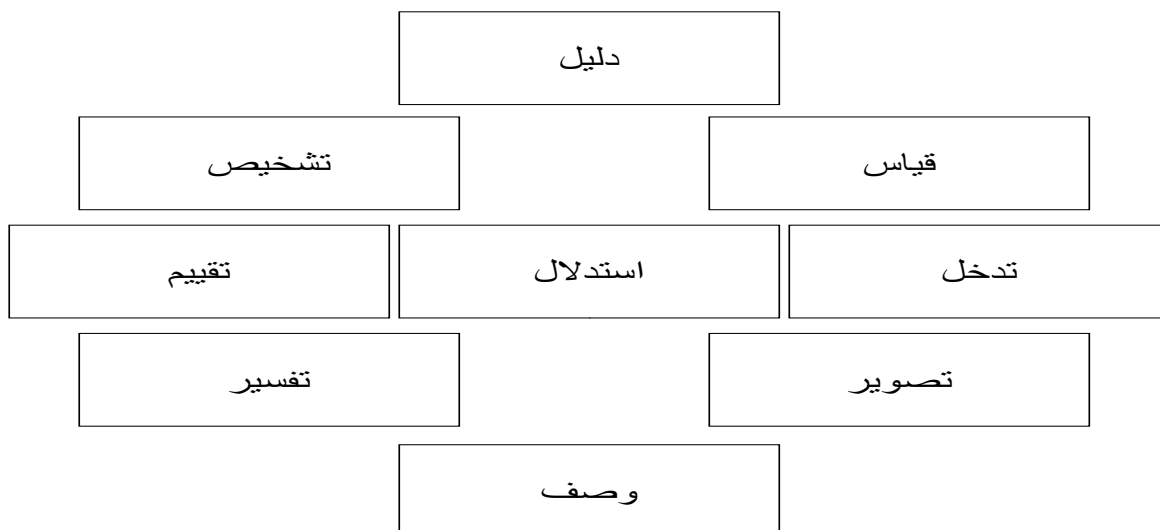 دليل
قياس
تشخيص
تدخل
استدلال
تقييم
تصوير
تفسير
وصف